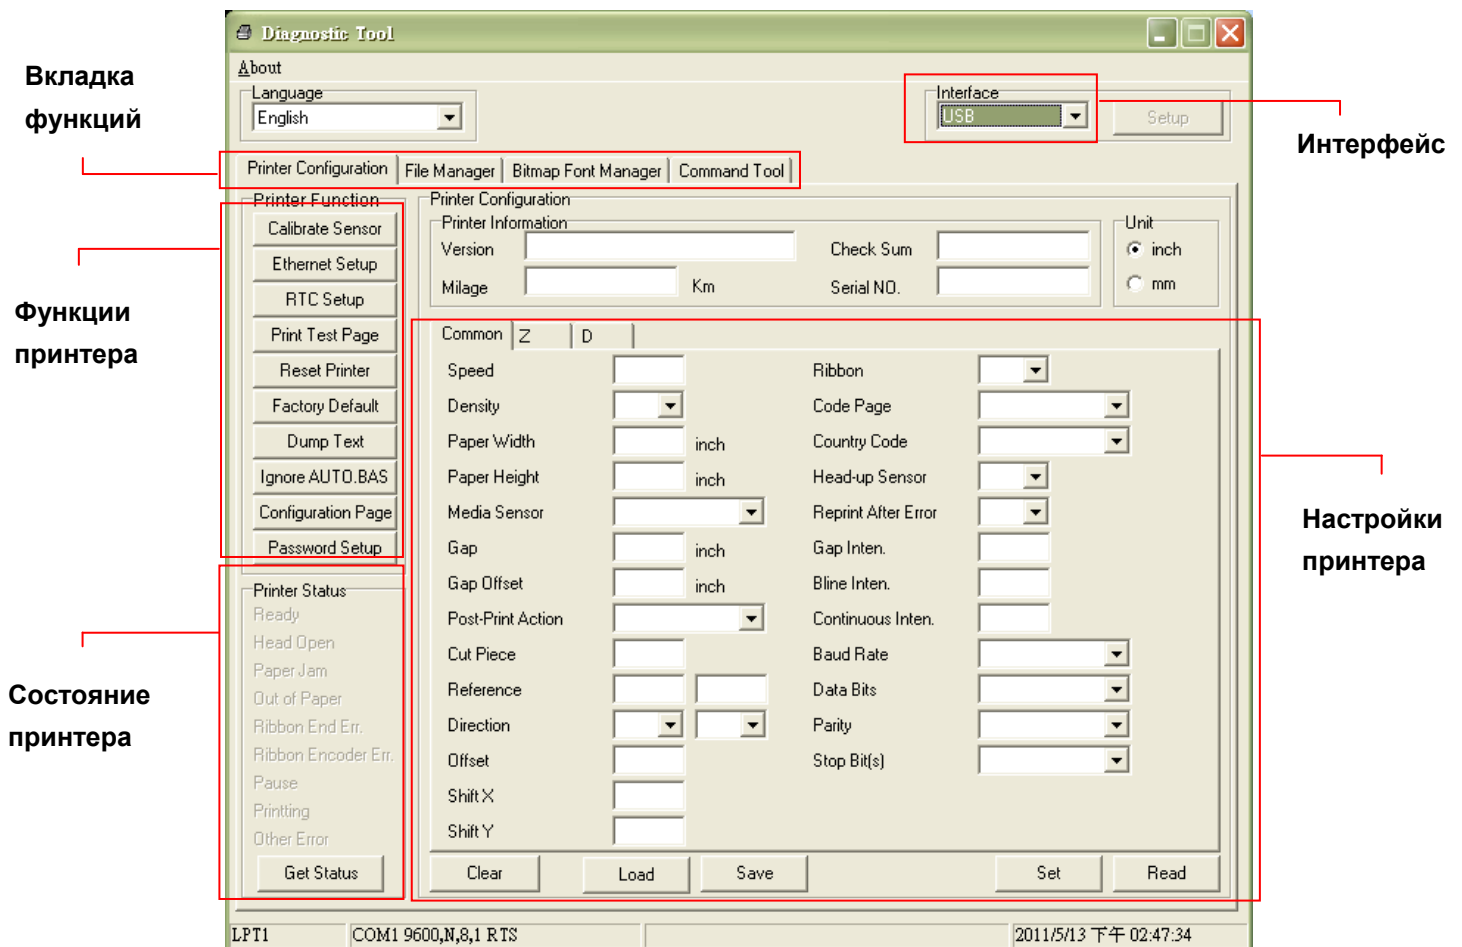 Diagnostic Tool
About
Language
English
Interface
USB
Setup
Вкладка
функций
Интерфейс
Printer Configuration File Manager Bitmap Font Manager Command Tool
Printer Function
Calibrate Sensor
Ethernet Setup
RTC Setup
Print Test Page
Reset Printer
Factory Default
Dump Text
Ignore AUTO.BAS
Configuration Page
Password Setup
Функции
принтера
Printer Configuration
Printer Information
Version
Check Sum
Milage
Km
Serial NO.
Unit
inch
mm
Common Z D
Speed
Ribbon
Density
Code Page
Paper Width inch
Country Code
Paper Height inch
Head-up Sensor
Media Sensor
Reprint After Error
Gap inch
Gap Inten.
Gap Offset inch
Bline Inten.
Post-Print Action
Continuous Inten.
Cut Piece
Baud Rate
Reference
Data Bits
Direction
Parity
Offset
Stop Bit(s)
Shift X
Shift Y
Настройки
принтера
Printer Status
Ready
Head Open
Paper Jam
Out of Paper
Ribbon End Err.
Ribbon Encoder Err.
Pause
Printting
Other Error
Get Status
Состояние
принтера
Clear Load Save Set Read
LPT1 COM1 9600,N,8,1 RTS 2011/5/13 下午 02:47:34